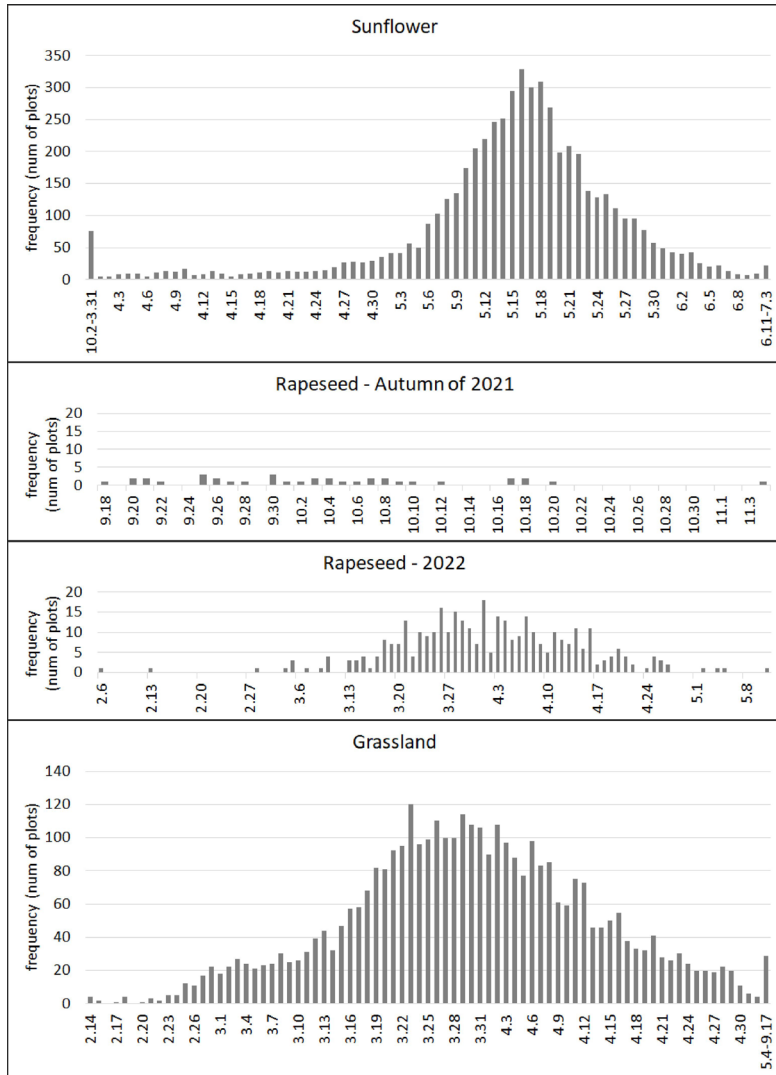 Sunflower
frequency (num of plots)
350
300
250
200
150
100
50
0
10.2-3.31 4.3 4.6 4.9 4.12 4.15 4.18 4.21 4.24 4.27 4.30 5.3 5.6 5.9 5.12 5.15 5.18 5.21 5.24 5.27 5.30 6.2 6.5 6.8 6.11-7.3
Rapeseed - Autumn of 2021
frequency
(num of plots)
20
15
10
5
0
9.18 9.20 9.22 9.24 9.26 9.28 9.30 10.2 10.4 10.6 10.8 10.10 10.12 10.14 10.16 10.18 10.20 10.22 10.24 10.26 10.28 10.30 11.1 11.3
Rapeseed - 2022
frequency
(num of plots)
20
15
10
5
0
2.6 2.13 2.20 2.27 3.6 3.13 3.20 3.27 4.3 4.10 4.17 4.24 5.1 5.8
Grassland
frequency (num of plots)
140
120
100
80
60
40
20
0
2.14 2.17 2.20 2.23 2.26 3.1 3.4 3.7 3.10 3.13 3.16 3.19 3.22 3.25 3.28 3.31 4.3 4.6 4.9 4.12 4.15 4.18 4.21 4.24 4.27 4.30 5.4-9.17